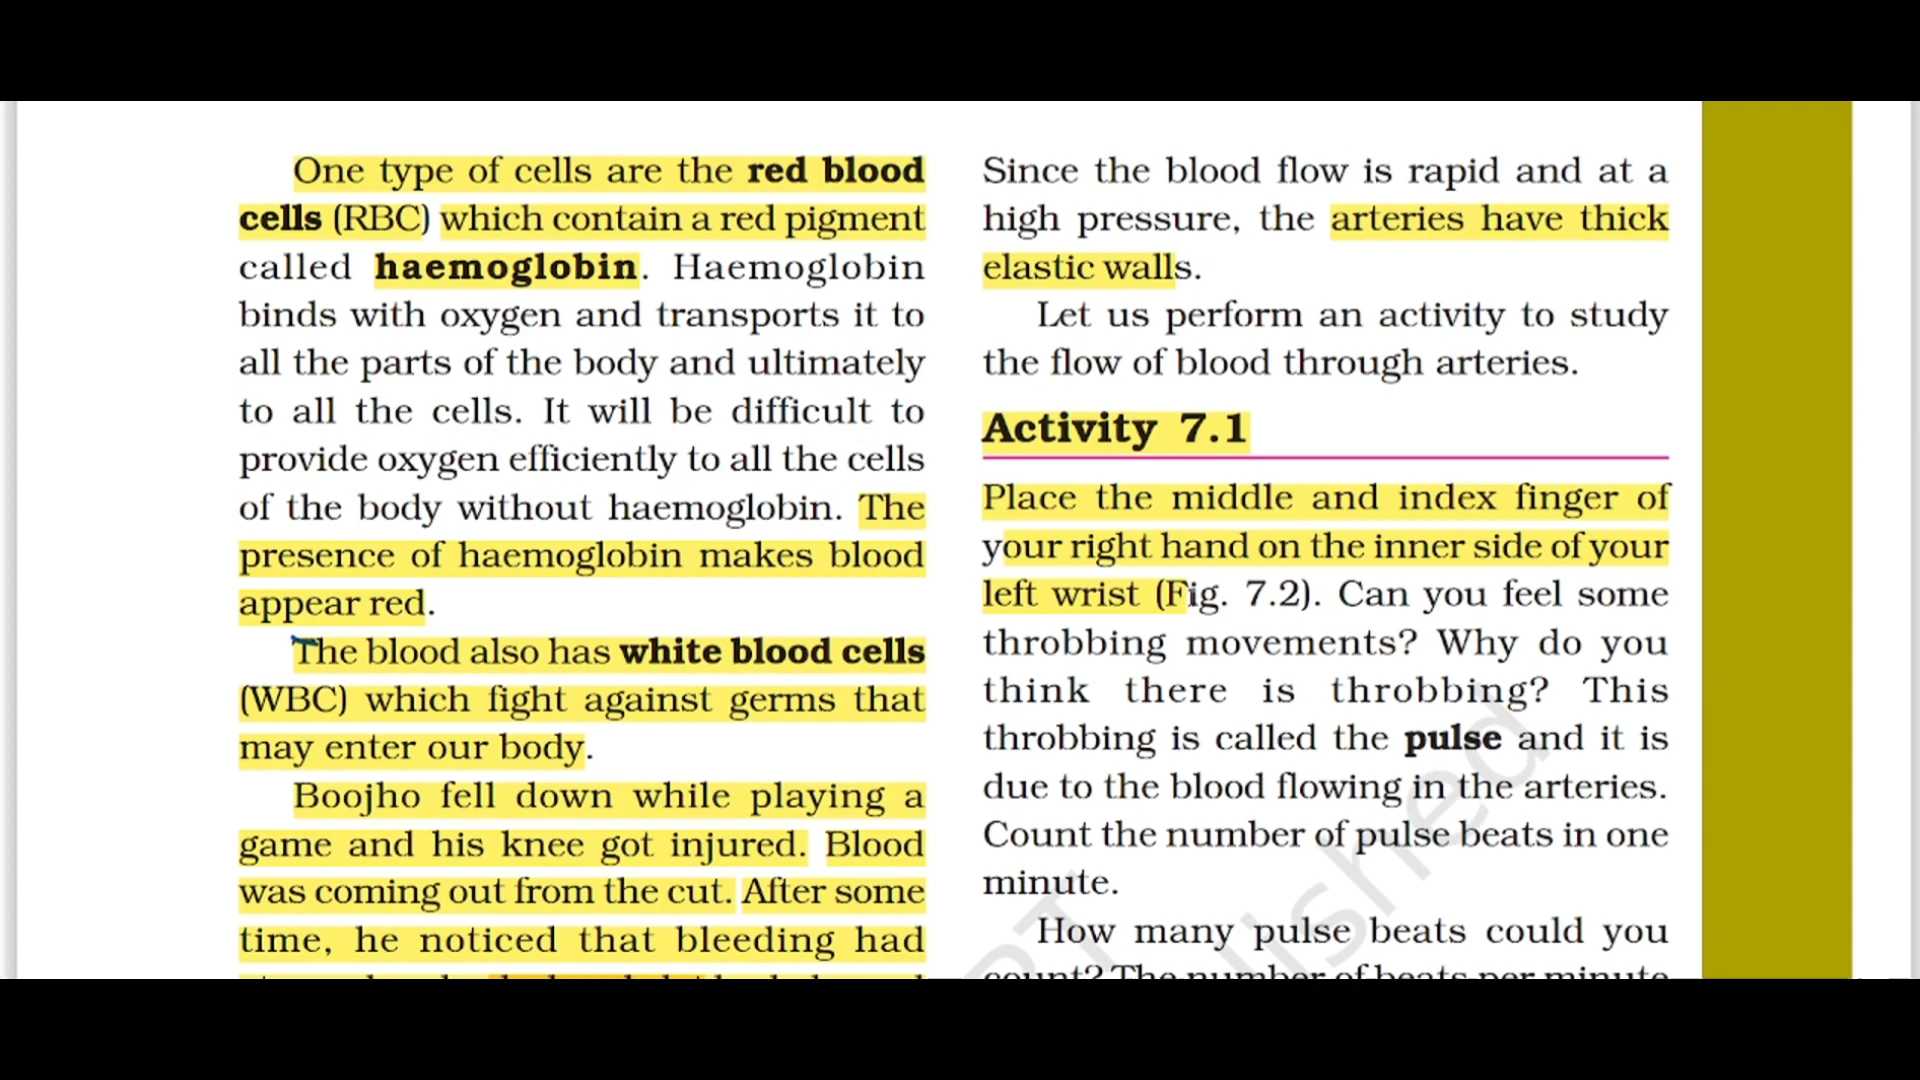 One type of cells are the red blood
cells (RBC) which contain a red pigment
called haemoglobin. Haemoglobin
binds with oxygen and transports it to
all the parts of the body and ultimately
to all the cells. It will be difficult to
provide oxygen efficiently to all the cells
of the body without haemoglobin. The
presence of haemoglobin makes blood
appear red.
The blood also has white blood cells
(WBC) which fight against germs that
may enter our body.
Boojho fell down while playing a
game and his knee got injured. Blood
was coming out from the cut. After some
time, he noticed that bleeding had
Since the blood flow is rapid and at a
high pressure, the arteries have thick
elastic walls.
Let us perform an activity to study
the flow of blood through arteries.
Activity 7.1
Place the middle and index finger of
your right hand on the inner side of your
left wrist (Fig. 7.2). Can you feel some
throbbing movements? Why do you
think there is throbbing? This
throbbing is called the pulse and it is
due to the blood flowing in the arteries.
Count the number of pulse beats in one
minute.
How many pulse beats could you
count? The number of beats per minute